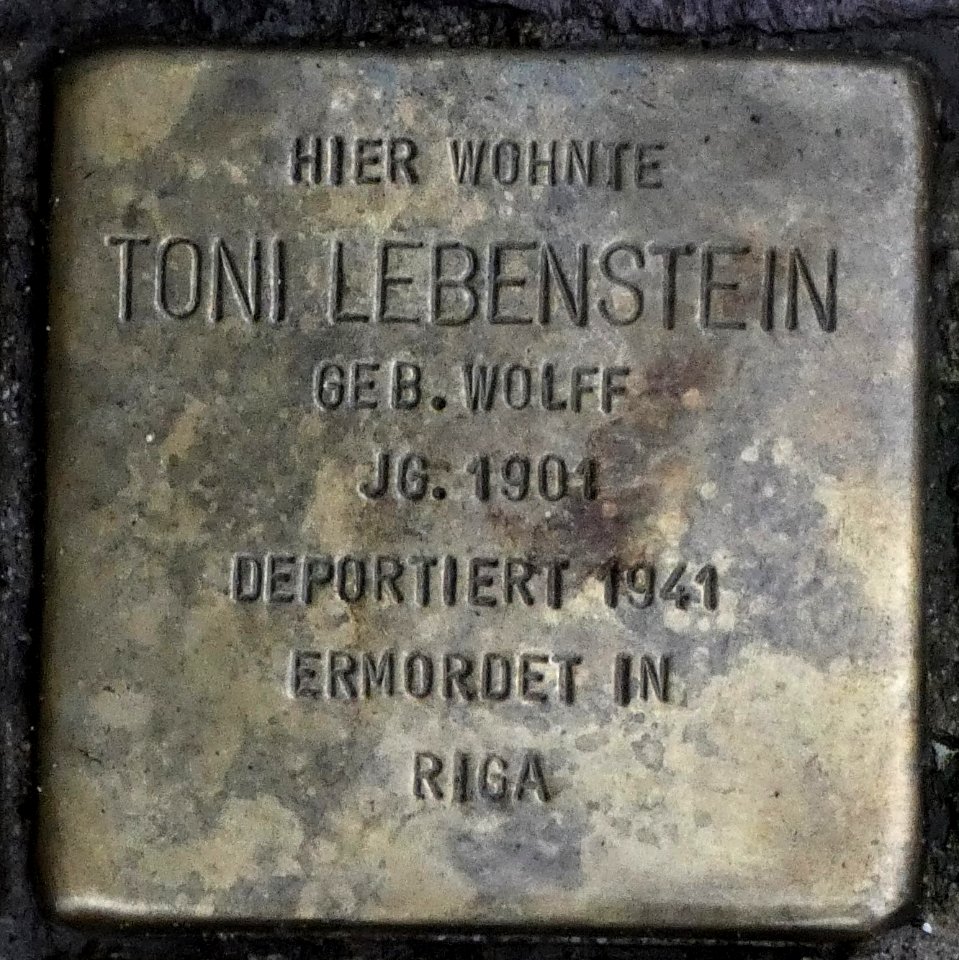 HIER WOHNTE
TONI LEBENSTEIN
GEB. WOLFF
JG. 1901
DEPORTIERT 1941
ERMORDET IN
RIGA